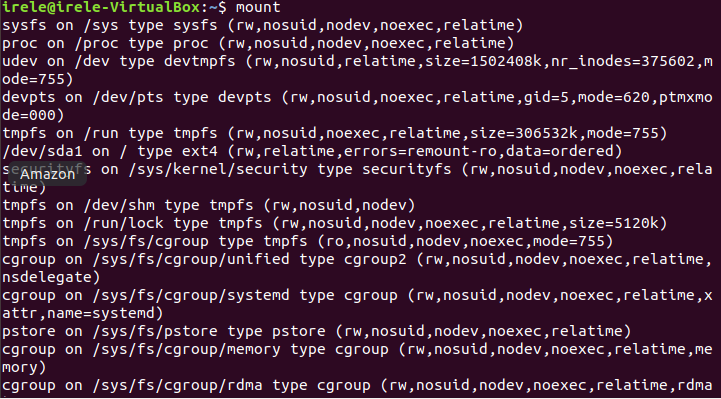 irele@irele-VirtualBox:~$ mount
sysfs on /sys type sysfs (rw,nosuid,nodev,noexec,relatime)
proc on /proc type proc (rw,nosuid,nodev,noexec,relatime)
udev on /dev type devtmpfs (rw,nosuid,relatime,size=1502408k,nr_inodes=375602,m
ode=755)
devpts on /dev/pts type devpts (rw,nosuid,noexec,relatime,gid=5,mode=620,ptmxmo
de=000)
tmpfs on /run type tmpfs (rw,nosuid,noexec,relatime,size=306532k,mode=755)
/dev/sda1 on / type ext4 (rw,relatime,errors=remount-ro,data=ordered)
securityfs on /sys/kernel/security type securityfs (rw,nosuid,nodev,noexec,rela
Amazon
time)
tmpfs on /dev/shm type tmpfs (rw,nosuid,nodev)
tmpfs on /run/lock type tmpfs (rw,nosuid,nodev,noexec,relatime,size=5120k)
tmpfs on /sys/fs/cgroup type tmpfs (ro,nosuid,nodev,noexec,mode=755)
cgroup on /sys/fs/cgroup/unified type cgroup2 (rw,nosuid,nodev,noexec,relatime,
nsdelegate)
cgroup on /sys/fs/cgroup/systemd type cgroup (rw,nosuid,nodev,noexec,relatime,x
attr,name=systemd)
pstore on /sys/fs/pstore type pstore (rw,nosuid,nodev,noexec,relatime)
cgroup on /sys/fs/cgroup/memory type cgroup (rw,nosuid,nodev,noexec,relatime,me
mory)
cgroup on /sys/fs/cgroup/rdma type cgroup (rw,nosuid,nodev,noexec,relatime,rdma